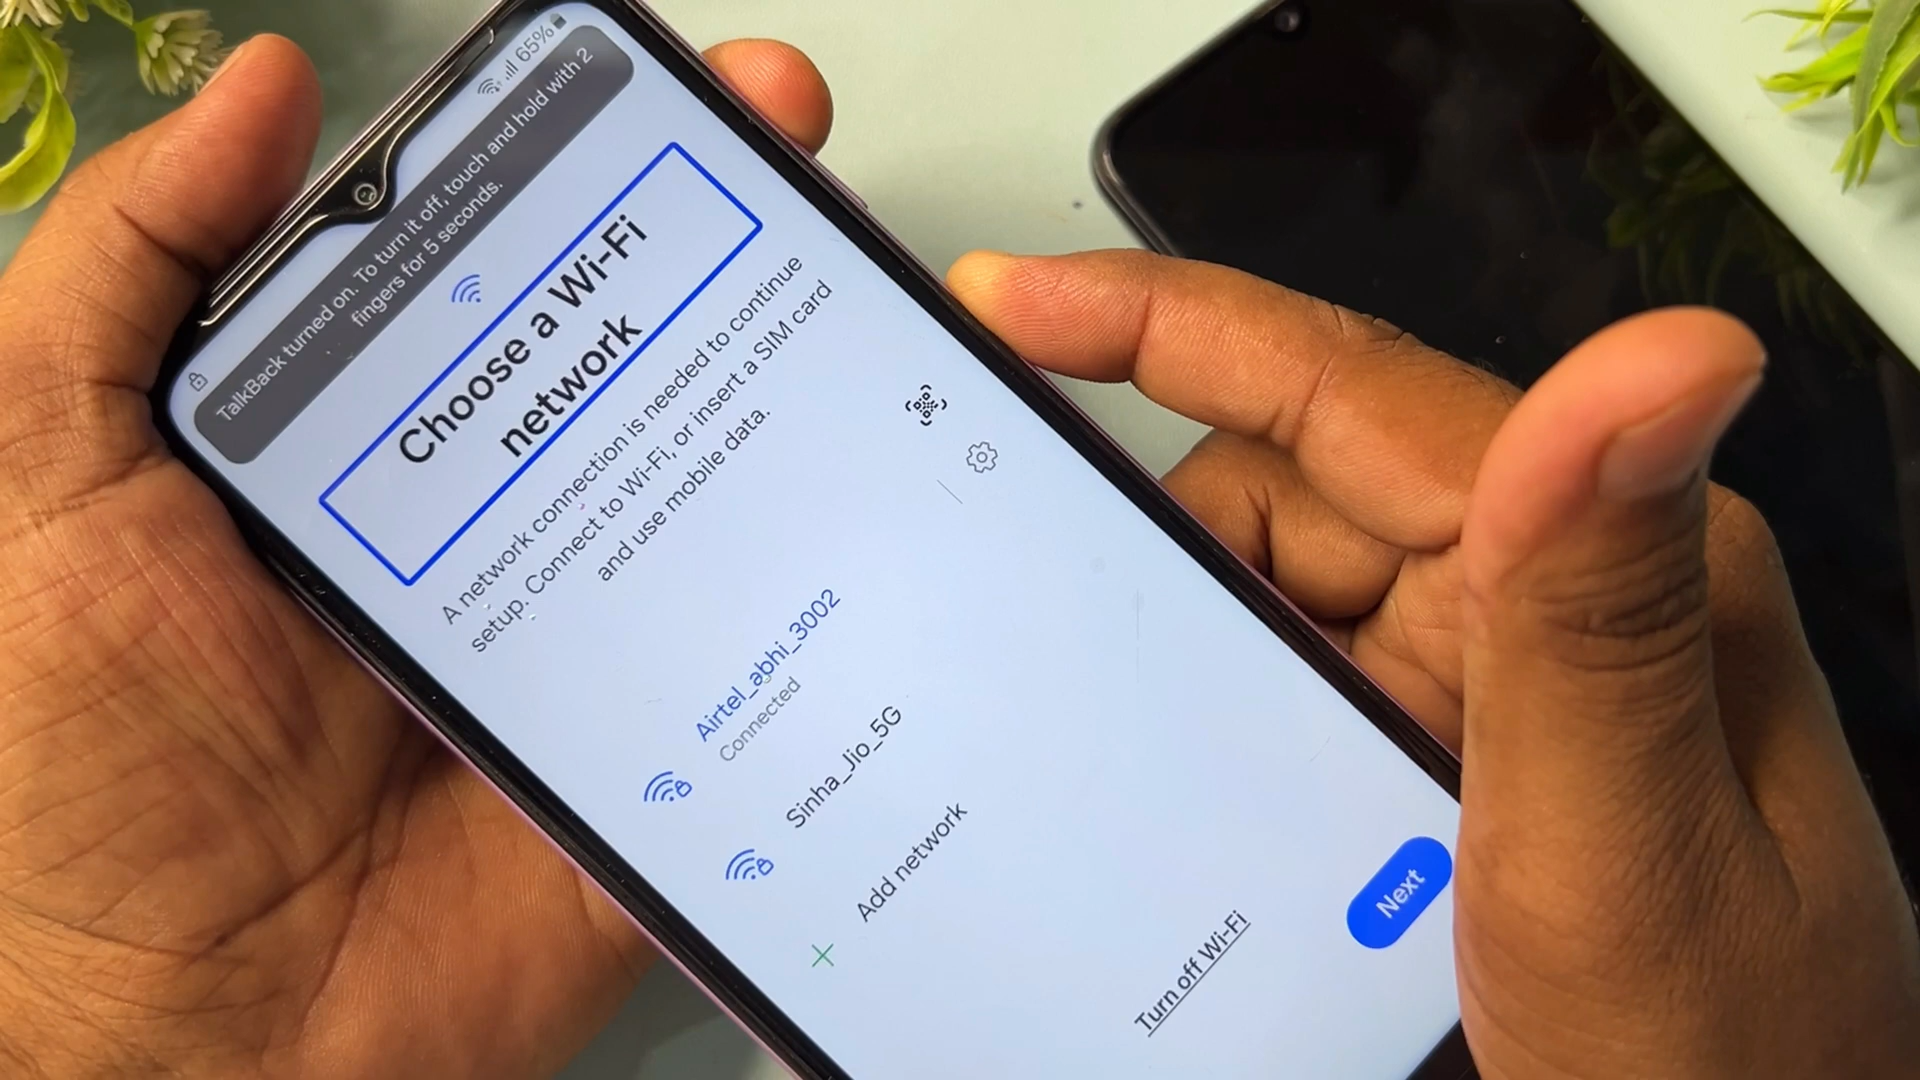 65%
TalkBack turned on. To turn it off, touch and hold with 2
fingers for 5 seconds.
Choose a Wi-Fi
network
A network connection is needed to continue
setup. Connect to Wi-Fi, or insert a SIM card
and use mobile data.
Airtel_abhi_3002
Connected
Sinha_Jio_5G
Add network
Turn off Wi-Fi
Next